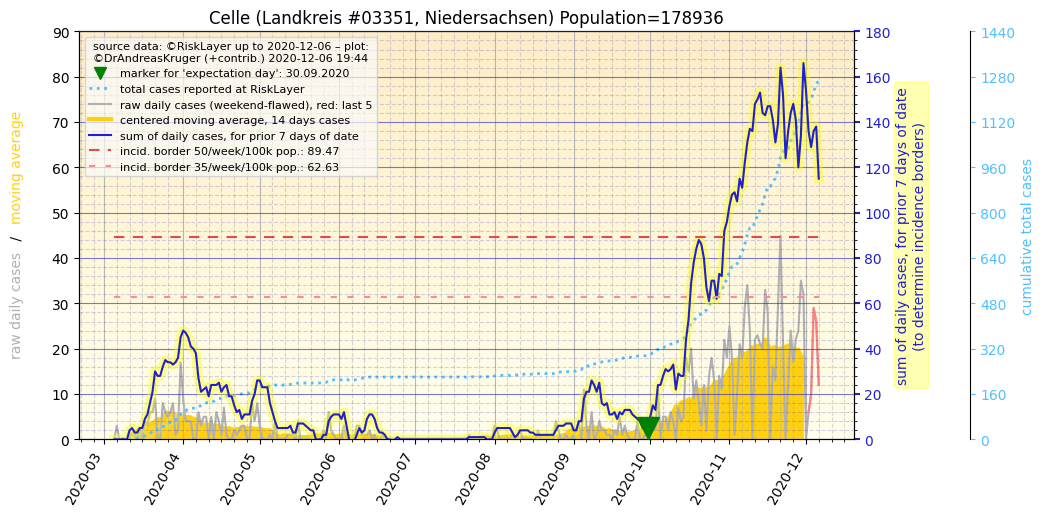 Celle (Landkreis #03351, Niedersachsen) Population=178936
source data: ©RiskLayer up to 2020-12-06 – plot:
©DrAndreasKruger (+contrib.) 2020-12-06 19:44
marker for 'expectation day': 30.09.2020
total cases reported at RiskLayer
raw daily cases (weekend-flawed), red: last 5
centered moving average, 14 days cases
sum of daily cases, for prior 7 days of date
incid. border 50/week/100k pop.: 89.47
incid. border 35/week/100k pop.: 62.63
raw daily cases / moving average
90
80
70
60
50
40
30
20
10
0
2020-03
2020-04
2020-05
2020-06
2020-07
2020-08
2020-09
2020-10
2020-11
2020-12
180
160
140
120
100
80
60
40
20
0
sum of daily cases, for prior 7 days of date
(to determine incidence borders)
1440
1280
1120
960
800
640
480
320
160
0
cumulative total cases